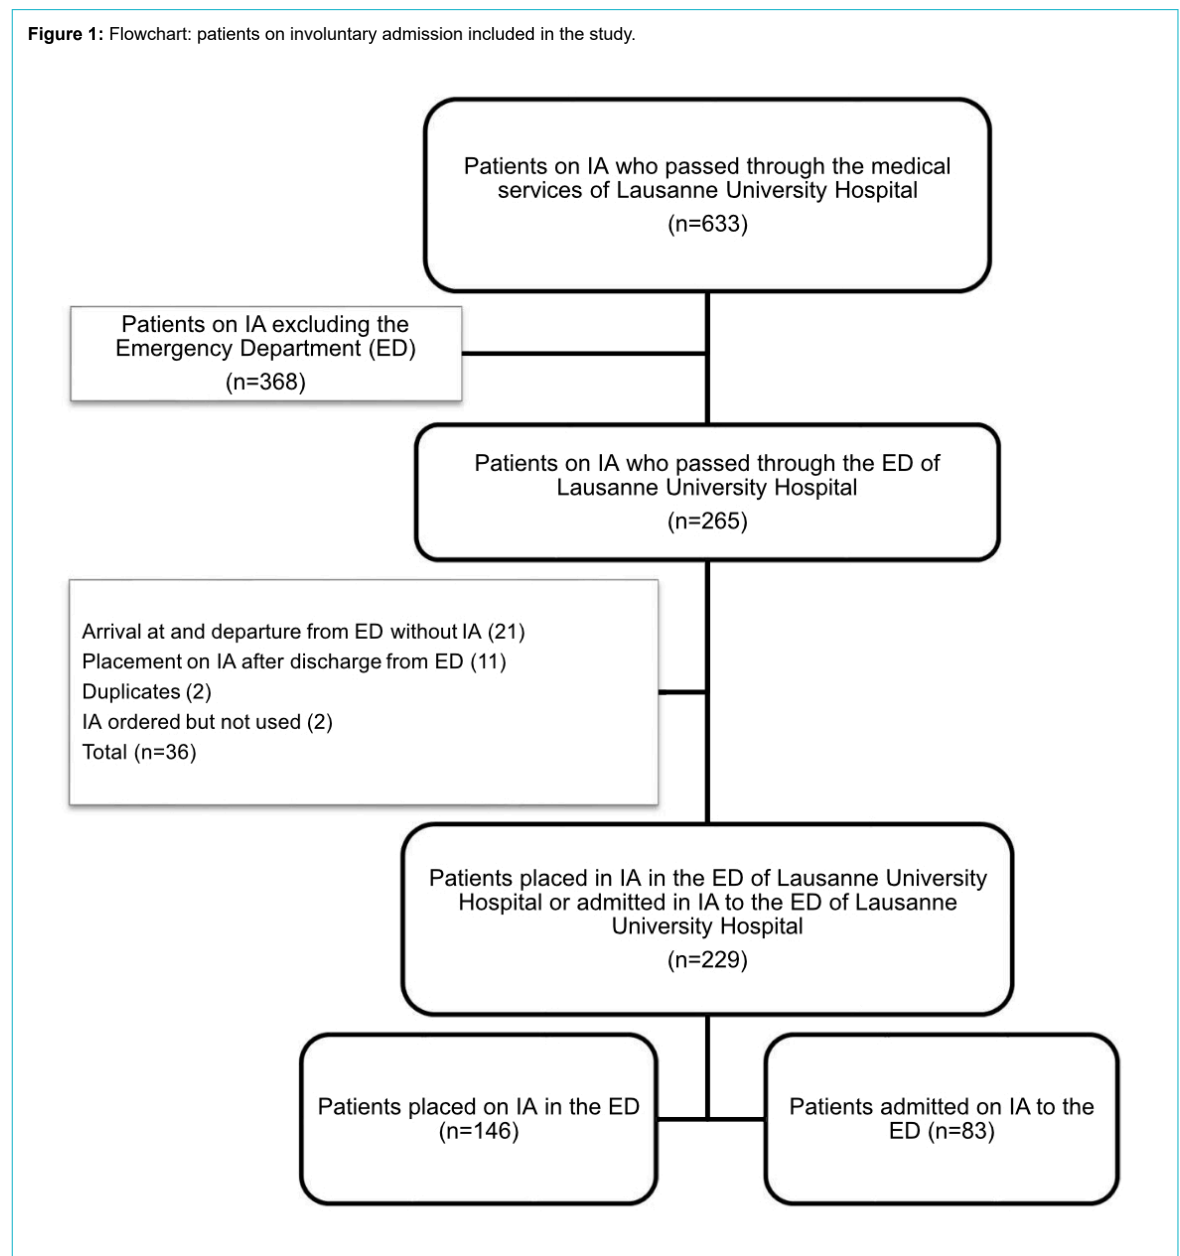 Figure 1: Flowchart: patients on involuntary admission included in the study.
Patients on IA who passed through the medical
services of Lausanne University Hospital
(n=633)
Patients on IA excluding the
Emergency Department (ED)
(n=368)
Patients on IA who passed through the ED of
Lausanne University Hospital
(n=265)
Arrival at and departure from ED without IA (21)
Placement on IA after discharge from ED (11)
Duplicates (2)
IA ordered but not used (2)
Total (n=36)
Patients placed in IA in the ED of Lausanne University
Hospital or admitted in IA to the ED of Lausanne
University Hospital
(n=229)
Patients placed on IA in the ED
(n=146)
Patients admitted on IA to the
ED (n=83)